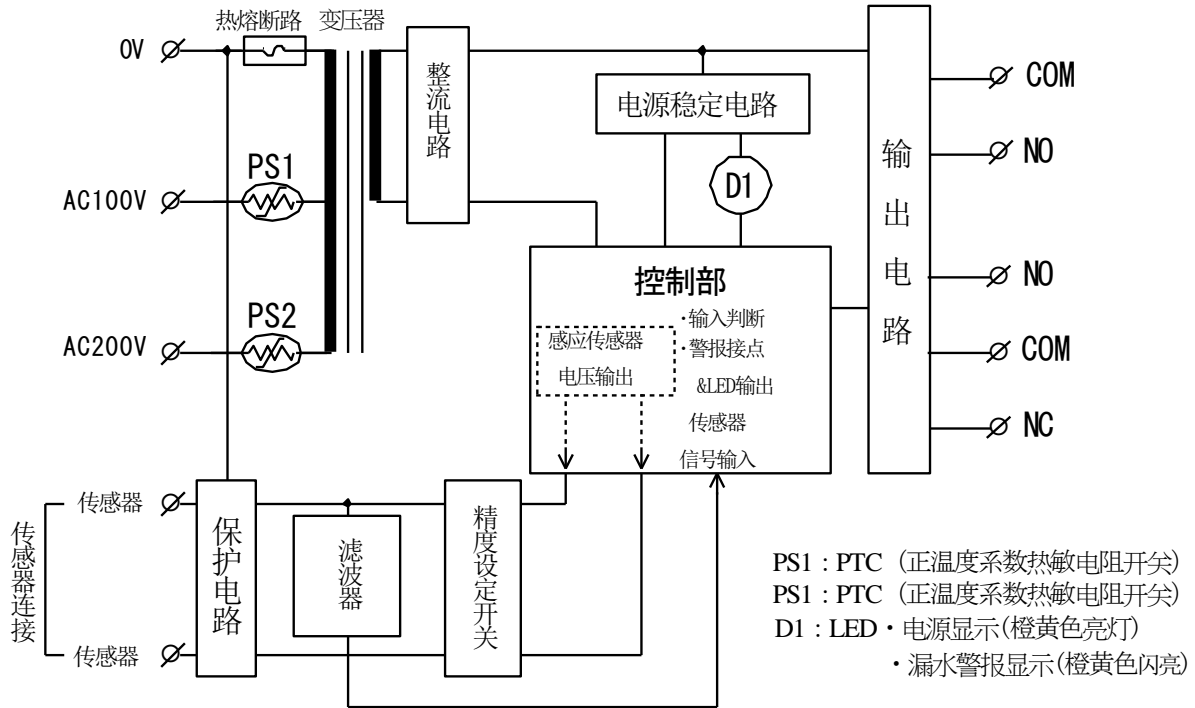 热熔断路
变压器
0V
整流电路
电源稳定电路
D1
PS1
AC100V
PS2
AC200V
控制部
·输入判断
·警报接点
&LED输出
传感器
信号输入
感应传感器
电压输出
输出电路
COM
NO
NO
COM
NC
传感器连接
传感器
传感器
保护电路
滤波器
精度设定开关
PS1：PTC（正温度系数热敏电阻开关）
PS1：PTC（正温度系数热敏电阻开关）
D1：LED・电源显示(橙黄色亮灯)
・漏水警报显示(橙黄色闪亮)